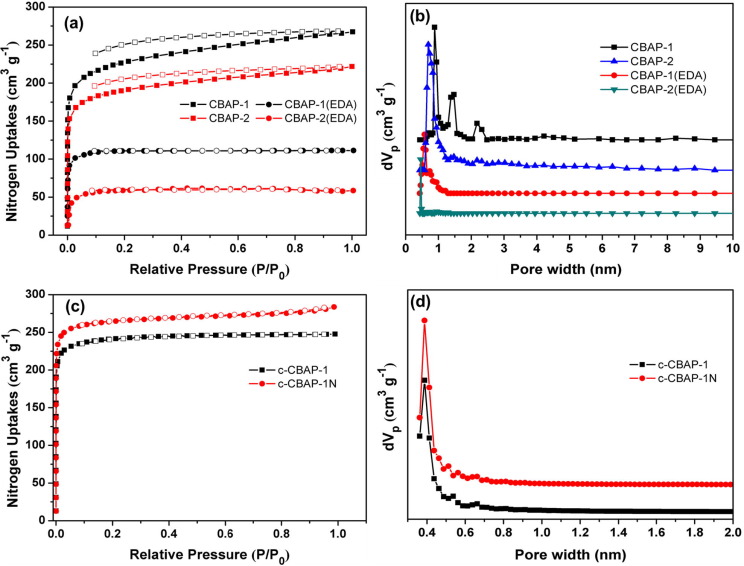 (a)
300
250
200
150
100
50
0
Nitrogen Uptakes (cm³ g⁻¹)
CBAP-1 CBAP-1(EDA)
CBAP-2 CBAP-2(EDA)
0.0 0.2 0.4 0.6 0.8 1.0
Relative Pressure (P/P₀)
(b)
dVₚ (cm³ g⁻¹)
CBAP-1
CBAP-2
CBAP-1(EDA)
CBAP-2(EDA)
0 1 2 3 4 5 6 7 8 9 10
Pore width (nm)
(c)
300
250
200
150
100
50
0
Nitrogen Uptakes (cm³ g⁻¹)
c-CBAP-1
c-CBAP-1N
0.0 0.2 0.4 0.6 0.8 1.0
Relative Pressure (P/P₀)
(d)
dVₚ (cm³ g⁻¹)
c-CBAP-1
c-CBAP-1N
0.4 0.6 0.8 1.0 1.2 1.4 1.6 1.8 2.0
Pore width (nm)